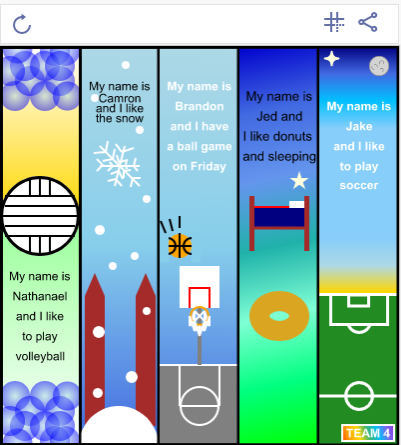 My name is
Nathanael
and I like
to play
volleyball
My name is
Camron
and I like
the snow
My name is
Brandon
and I have
a ball game
on Friday
My name is
Jed and
I like donuts
and sleeping
My name is
Jake
and I like
to play
soccer
TEAM 4